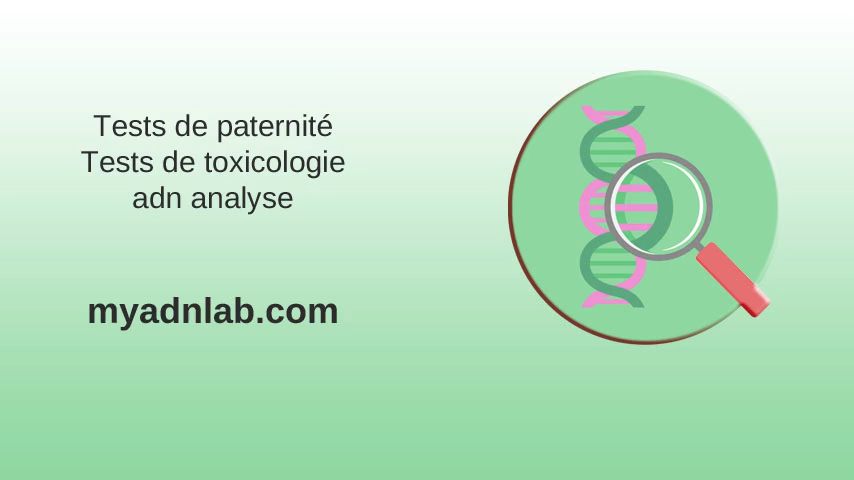 Tests de paternité
Tests de toxicologie
adn analyse
myadnlab.com